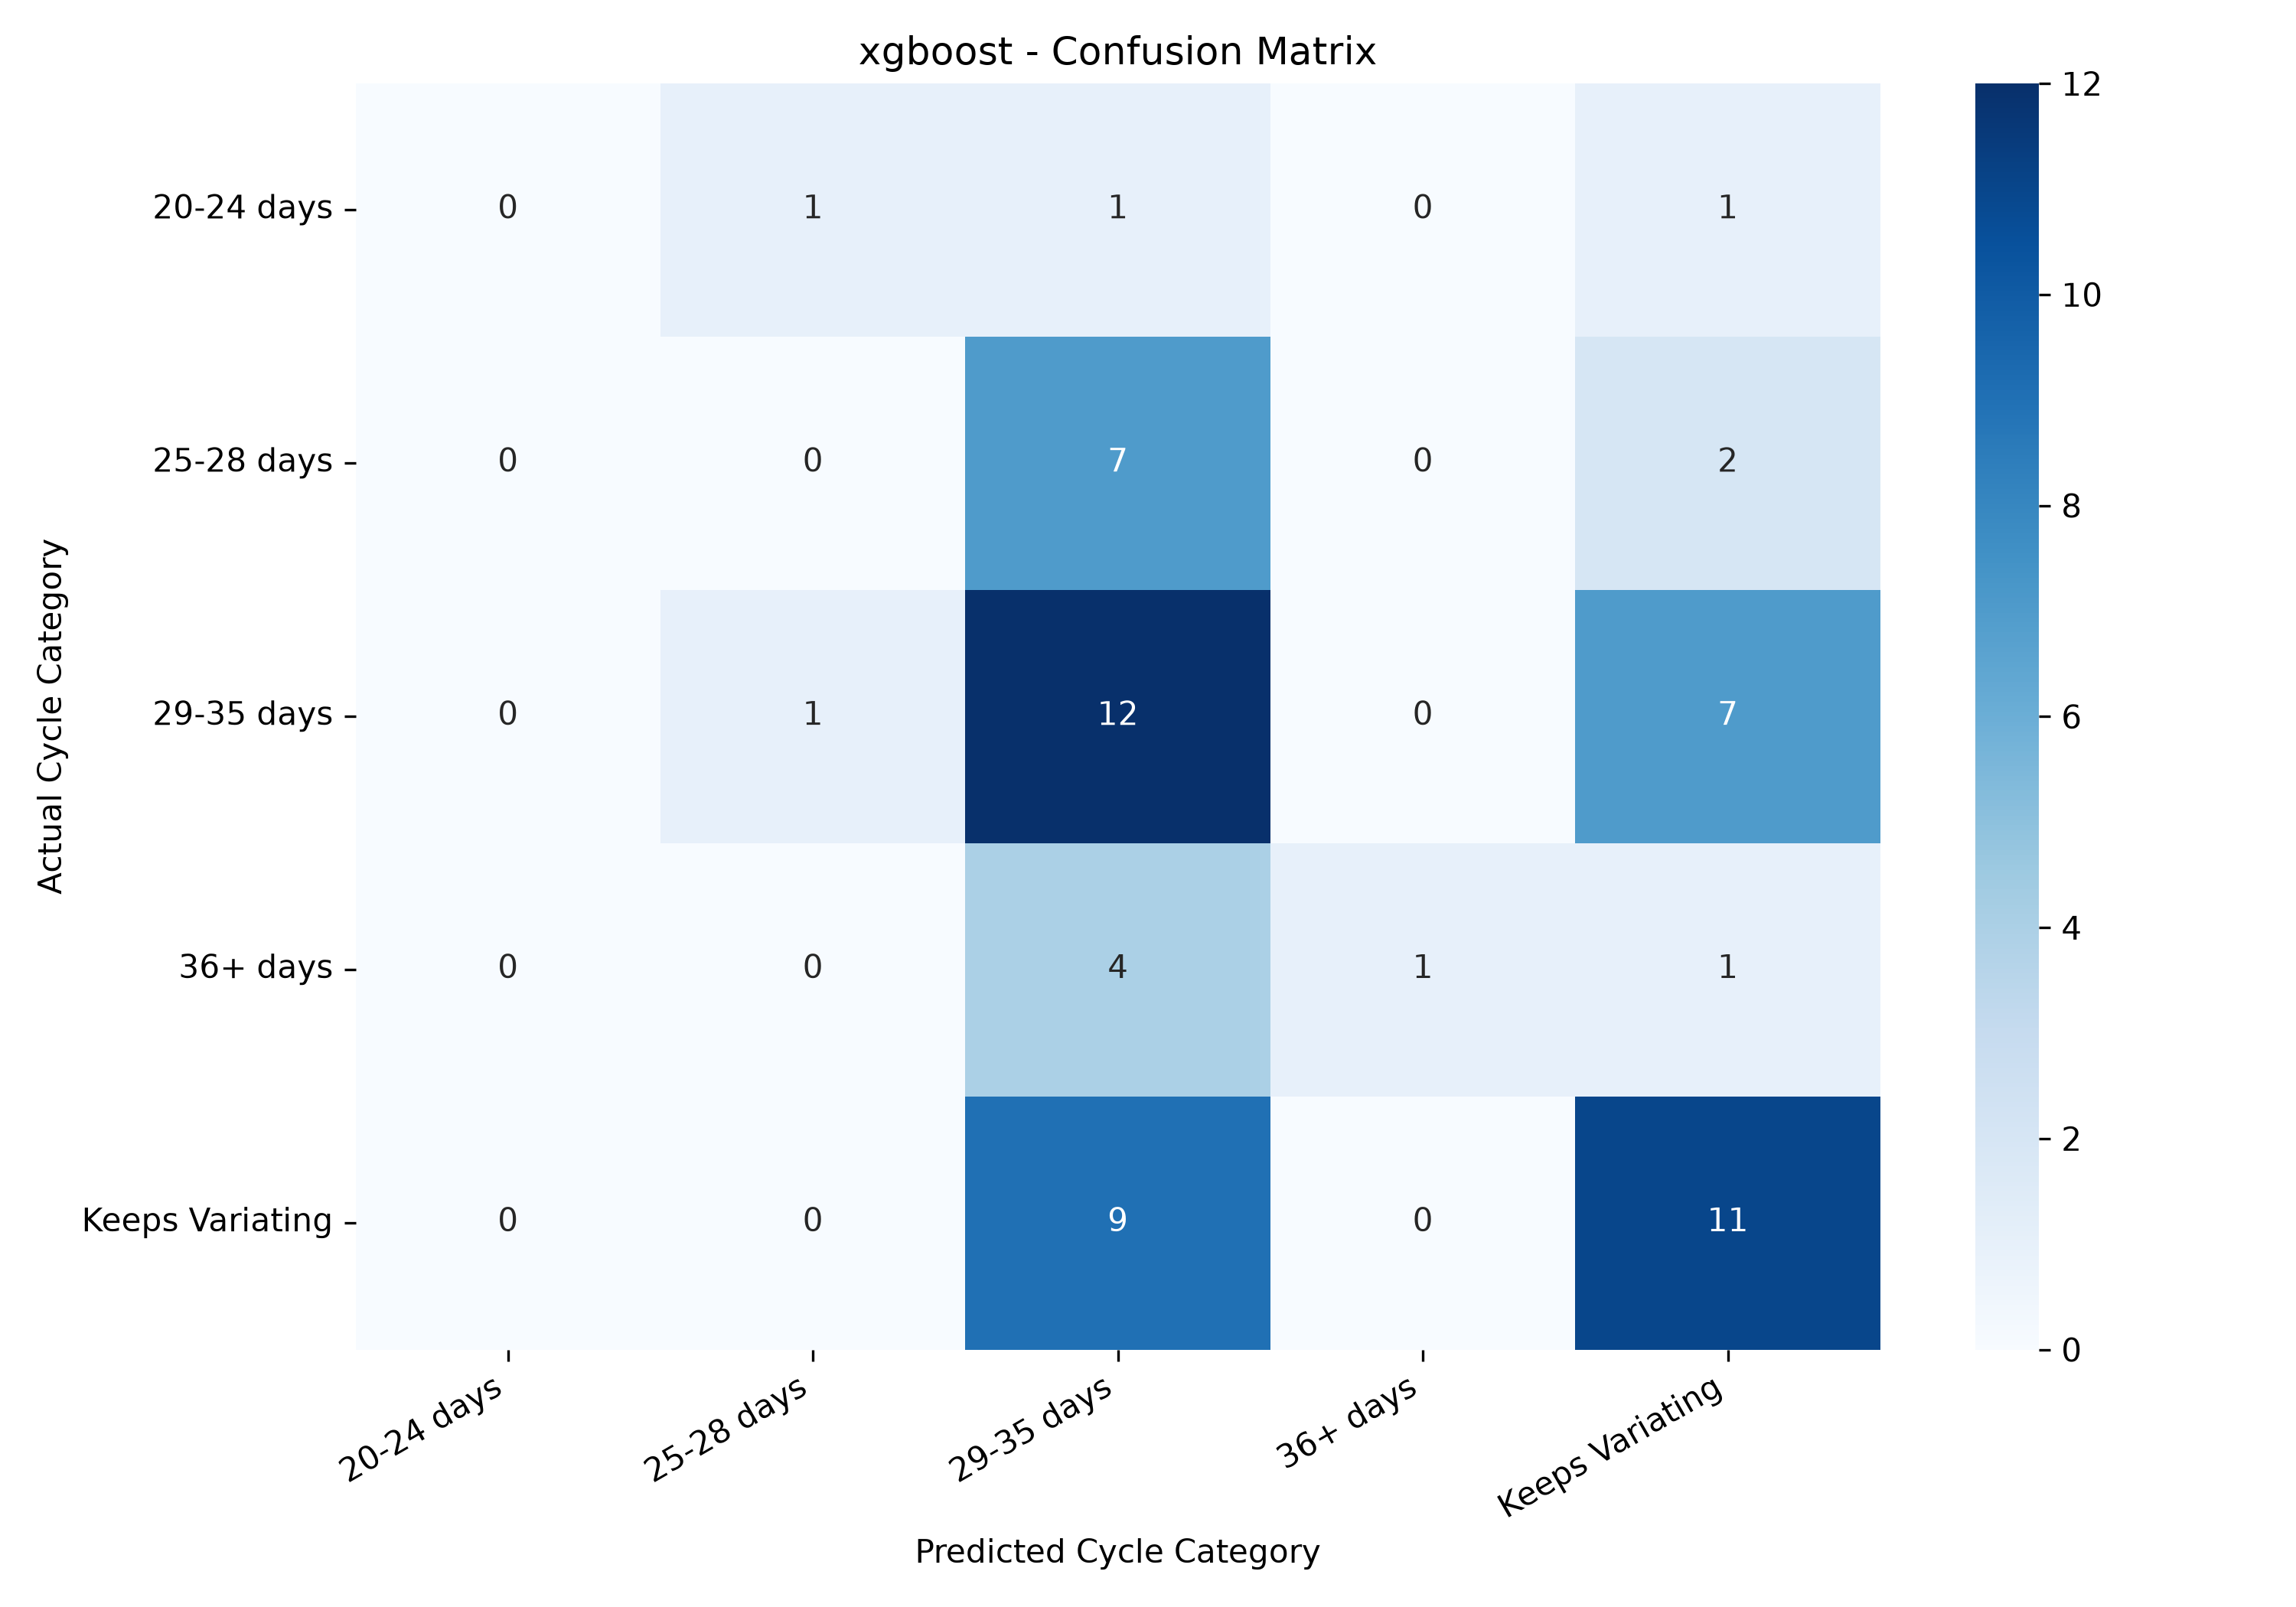 xgboost - Confusion Matrix
Actual Cycle Category
20-24 days 0 1 1 0 1
25-28 days 0 0 7 0 2
29-35 days 0 1 12 0 7
36+ days 0 0 4 1 1
Keeps Variating 0 0 9 0 11
20-24 days 25-28 days 29-35 days 36+ days Keeps Variating
Predicted Cycle Category
12
10
8
6
4
2
0